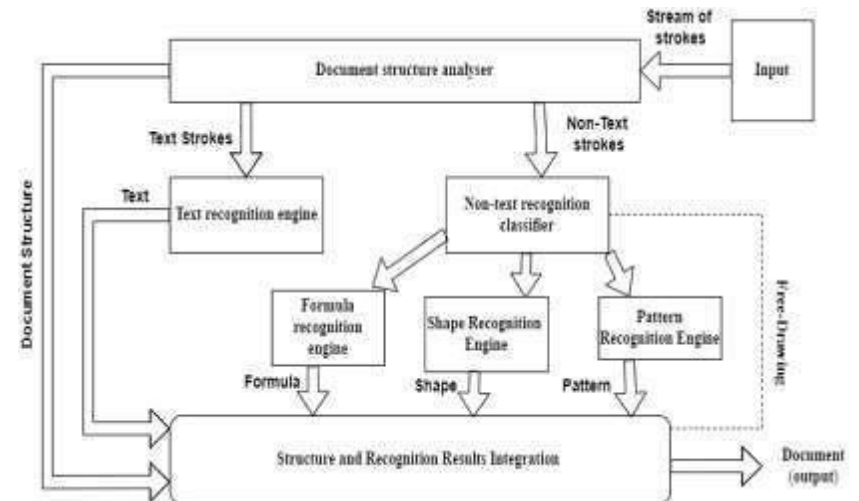 Stream of
strokes
Document structure analyser
Input
Text Strokes
Non-Text
strokes
Document Structure
Text
Text recognition engine
Non-text recognition
classifier
Free-Drawing
Formula
recognition
engine
Shape Recognition
Engine
Pattern
Recognition Engine
Formula
Shape
Pattern
Structure and Recognition Results Integration
Document
(output)